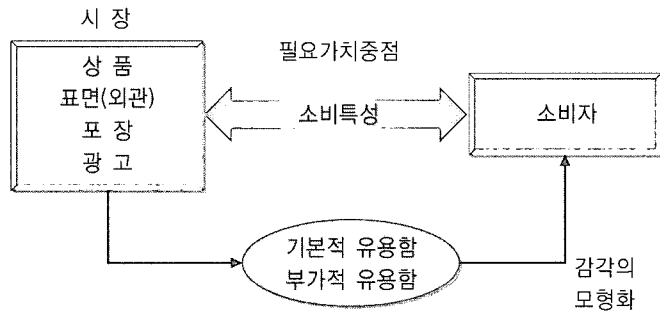 시 장
상 품
표면(외관)
포 장
광 고
필요가치중점
소비특성
소비자
기본적 유용함
부가적 유용함
감각의
모형화